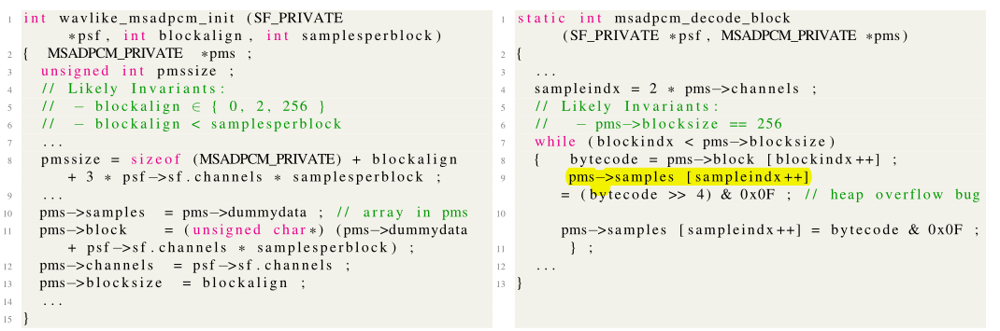 1 int wavlike_msadpcm_init (SF_PRIVATE
*psf, int blockalign, int samplesperblock)
2 { MSADPCM_PRIVATE *pms ;
3 unsigned int pmssize ;
4 // Likely Invariants:
5 // − blockalign ∈ { 0, 2, 256 }
6 // − blockalign < samplesperblock
7 ...
8 pmssize = sizeof (MSADPCM_PRIVATE) + blockalign
+ 3 * psf−>sf.channels * samplesperblock ;
9 ...
10 pms−>samples = pms−>dummydata ; // array in pms
11 pms−>block = (unsigned char*) (pms−>dummydata
+ psf−>sf.channels * samplesperblock) ;
12 pms−>channels = psf−>sf.channels ;
13 pms−>blocksize = blockalign ;
14 ...
15 }
1 static int msadpcm_decode_block
(SF_PRIVATE *psf, MSADPCM_PRIVATE *pms)
2 {
3 ...
4 sampleindx = 2 * pms−>channels ;
5 // Likely Invariants:
6 // − pms−>blocksize == 256
7 while (blockindx < pms−>blocksize)
8 { bytecode = pms−>block [blockindx++] ;
9 pms−>samples [sampleindx++]
= (bytecode >> 4) & 0x0F ; // heap overflow bug
10
pms−>samples [sampleindx++] = bytecode & 0x0F ;
11 } ;
12 ...
13 }